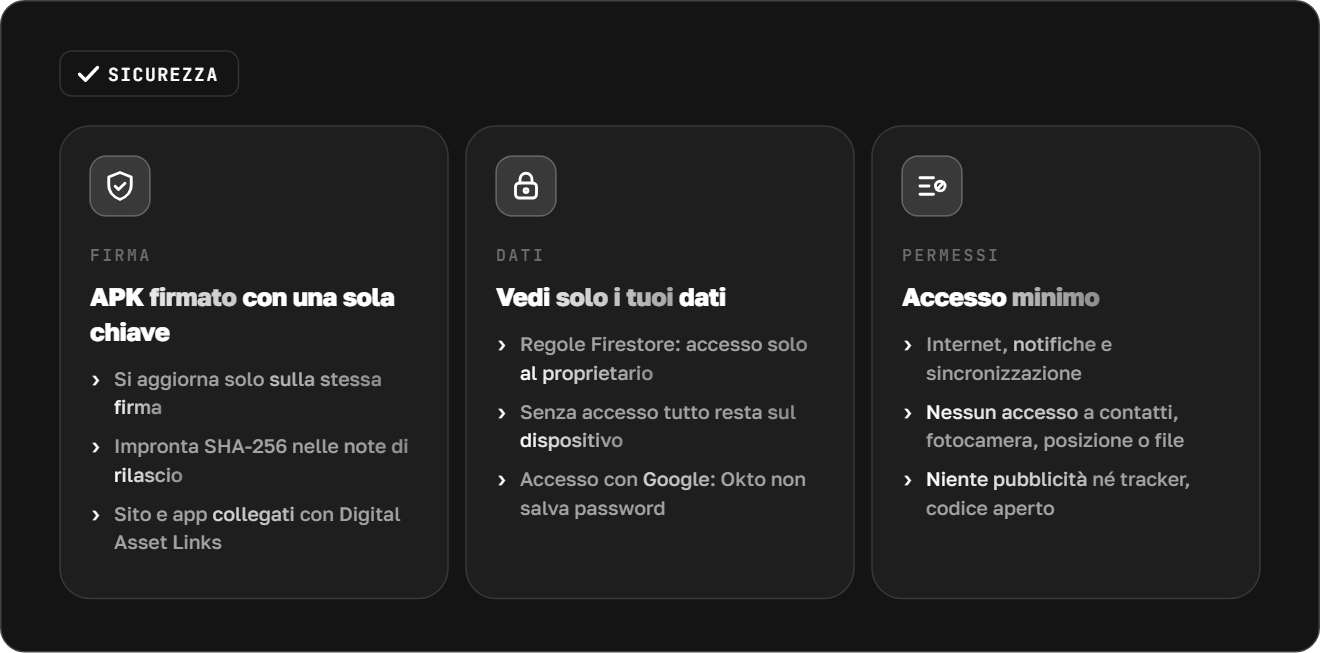 SICUREZZA
FIRMA
APK firmato con una sola
chiave
› Si aggiorna solo sulla stessa
firma
› Impronta SHA-256 nelle note di
rilascio
› Sito e app collegati con Digital
Asset Links
DATI
Vedi solo i tuoi dati
› Regole Firestore: accesso solo
al proprietario
› Senza accesso tutto resta sul
dispositivo
› Accesso con Google: Okto non
salva password
PERMESSI
Accesso minimo
› Internet, notifiche e
sincronizzazione
› Nessun accesso a contatti,
fotocamera, posizione o file
› Niente pubblicità né tracker,
codice aperto